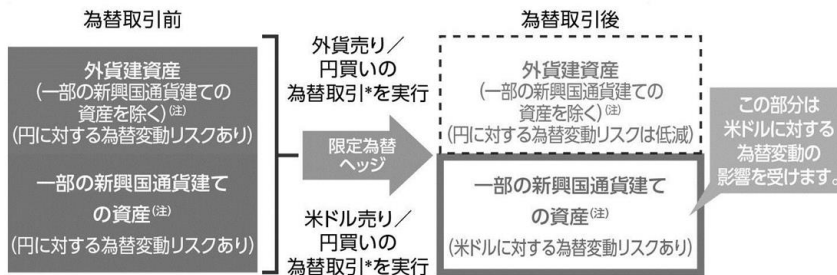 為替取引前
外貨建資産
(一部の新興国通貨建ての
資産を除く)(注)
(円に対する為替変動リスクあり)
一部の新興国通貨建て
の資産(注)
(円に対する為替変動リスクあり)
外貨売り/
円買いの
為替取引*を実行
限定為替
ヘッジ
米ドル売り/
円買いの
為替取引*を実行
為替取引後
外貨建資産
(一部の新興国通貨建ての
資産を除く)(注)
(円に対する為替変動リスクは低減)
一部の新興国通貨建て
の資産(注)
(米ドルに対する為替変動リスクあり)
この部分は
米ドルに対する
為替変動の
影響を受けます。